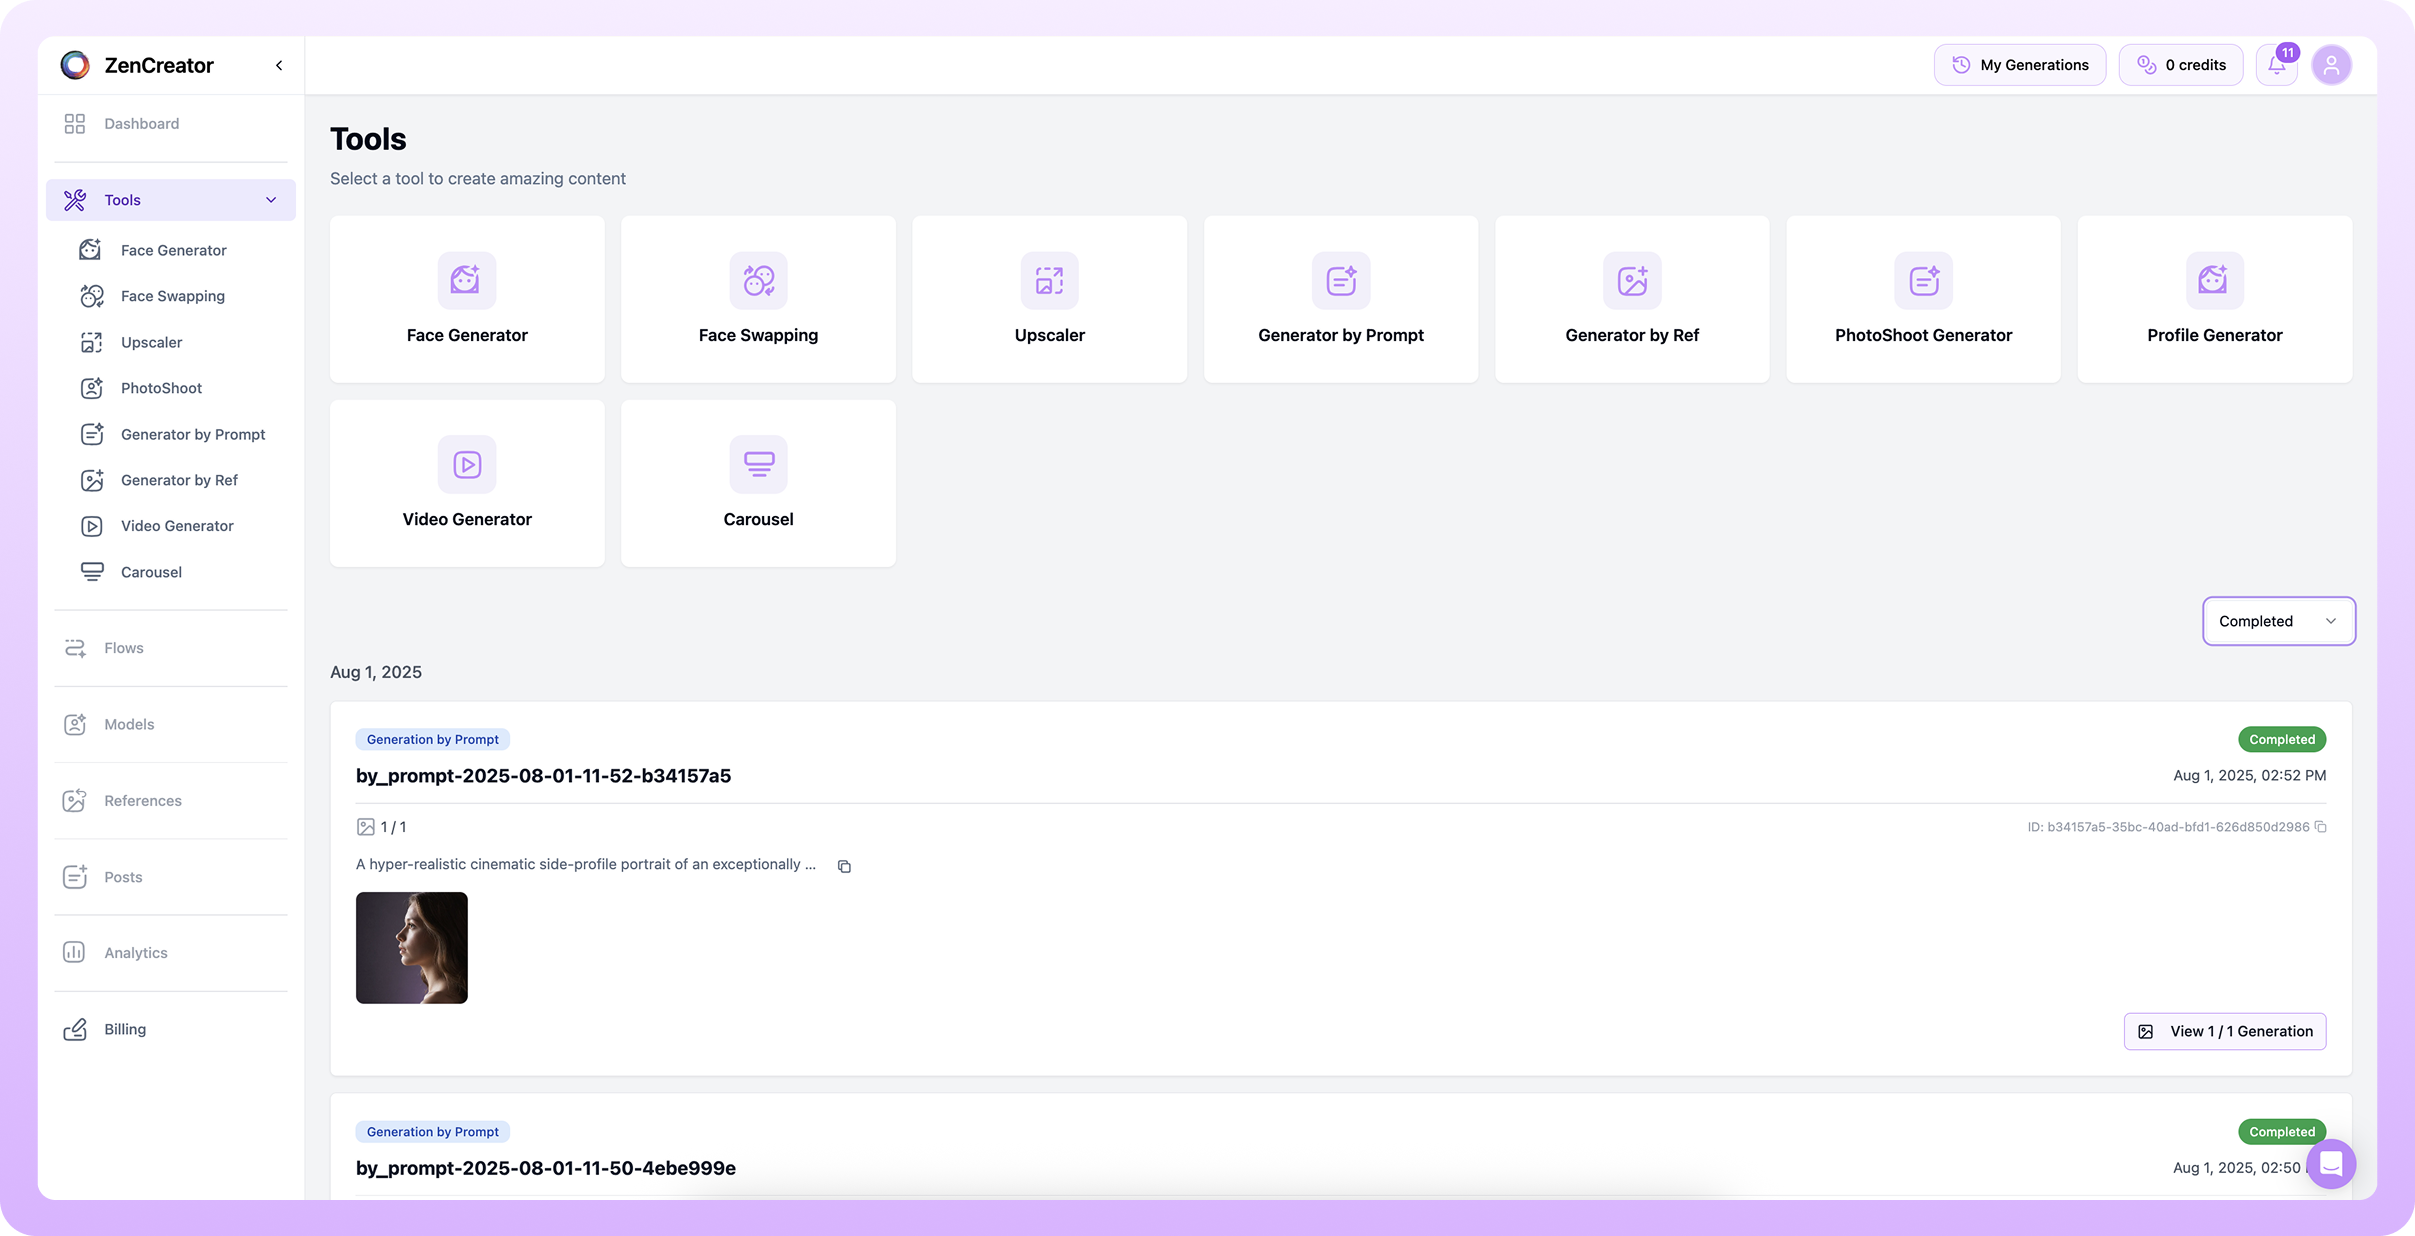 ZenCreator
My Generations
0 credits
11
Dashboard
Tools
Face Generator
Face Swapping
Upscaler
PhotoShoot
Generator by Prompt
Generator by Ref
Video Generator
Carousel
Flows
Models
References
Posts
Analytics
Billing
Tools
Select a tool to create amazing content
Face Generator
Face Swapping
Upscaler
Generator by Prompt
Generator by Ref
PhotoShoot Generator
Profile Generator
Video Generator
Carousel
Completed
Aug 1, 2025
Generation by Prompt
Completed
by_prompt-2025-08-01-11-52-b34157a5
Aug 1, 2025, 02:52 PM
1 / 1
ID: b34157a5-35bc-40ad-bfd1-626d850d2986
A hyper-realistic cinematic side-profile portrait of an exceptionally ...
View 1 / 1 Generation
Generation by Prompt
Completed
by_prompt-2025-08-01-11-50-4ebe999e
Aug 1, 2025, 02:50